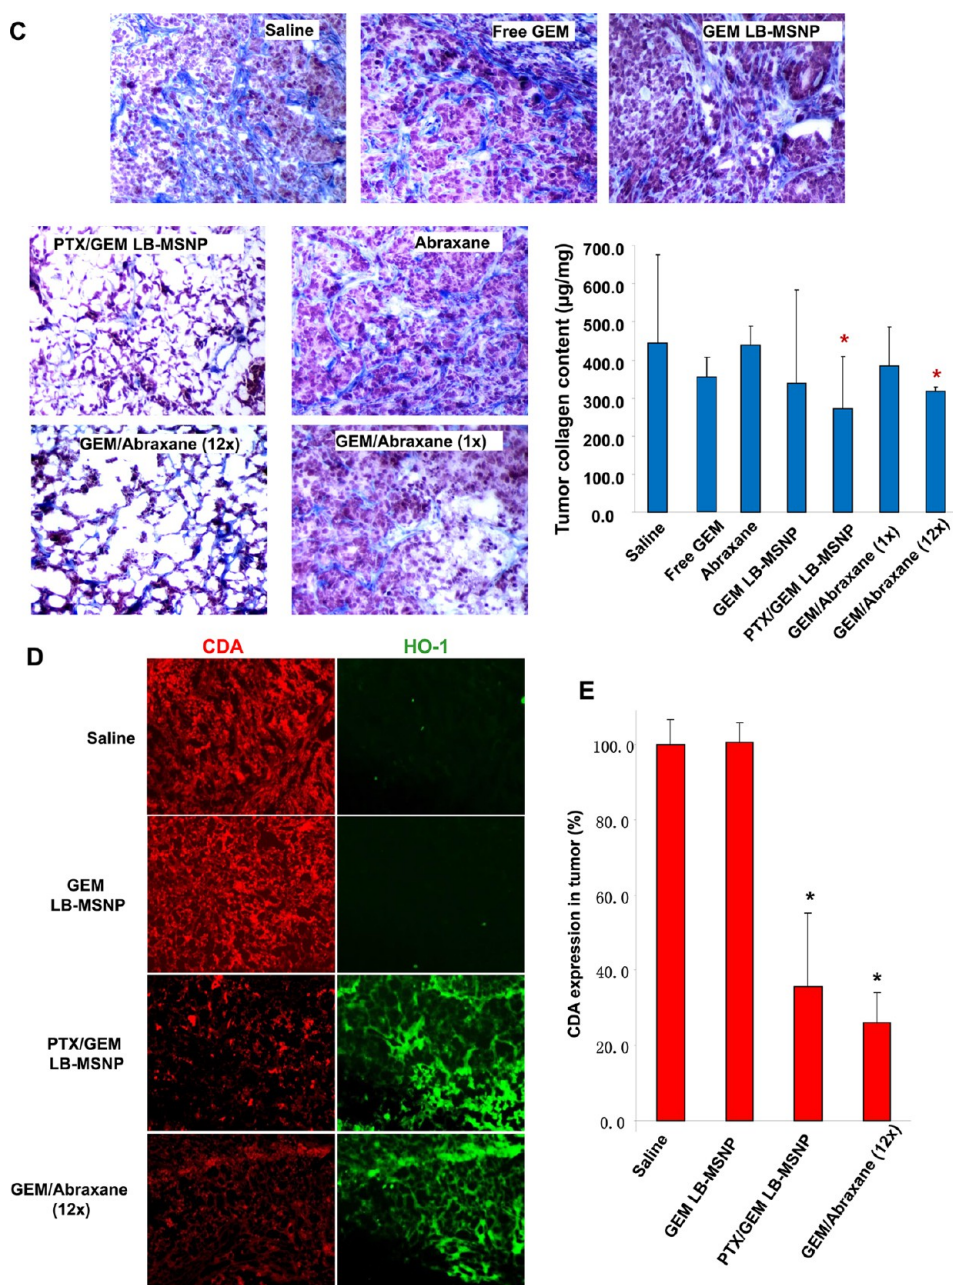 C
Saline
Free GEM
GEM LB-MSNP
PTX/GEM LB-MSNP
Abraxane
GEM/Abraxane (12x)
GEM/Abraxane (1x)
Tumor collagen content (µg/mg)
700.0
600.0
500.0
400.0
300.0
200.0
100.0
0.0
*
*
Saline
Free GEM
Abraxane
GEM LB-MSNP
PTX/GEM LB-MSNP
GEM/Abraxane (1x)
GEM/Abraxane (12x)
D
CDA
HO-1
Saline
GEM
LB-MSNP
PTX/GEM
LB-MSNP
GEM/Abraxane
(12x)
E
CDA expression in tumor (%)
100.0
80.0
60.0
40.0
20.0
0.0
*
*
Saline
GEM LB-MSNP
PTX/GEM LB-MSNP
GEM/Abraxane (12x)